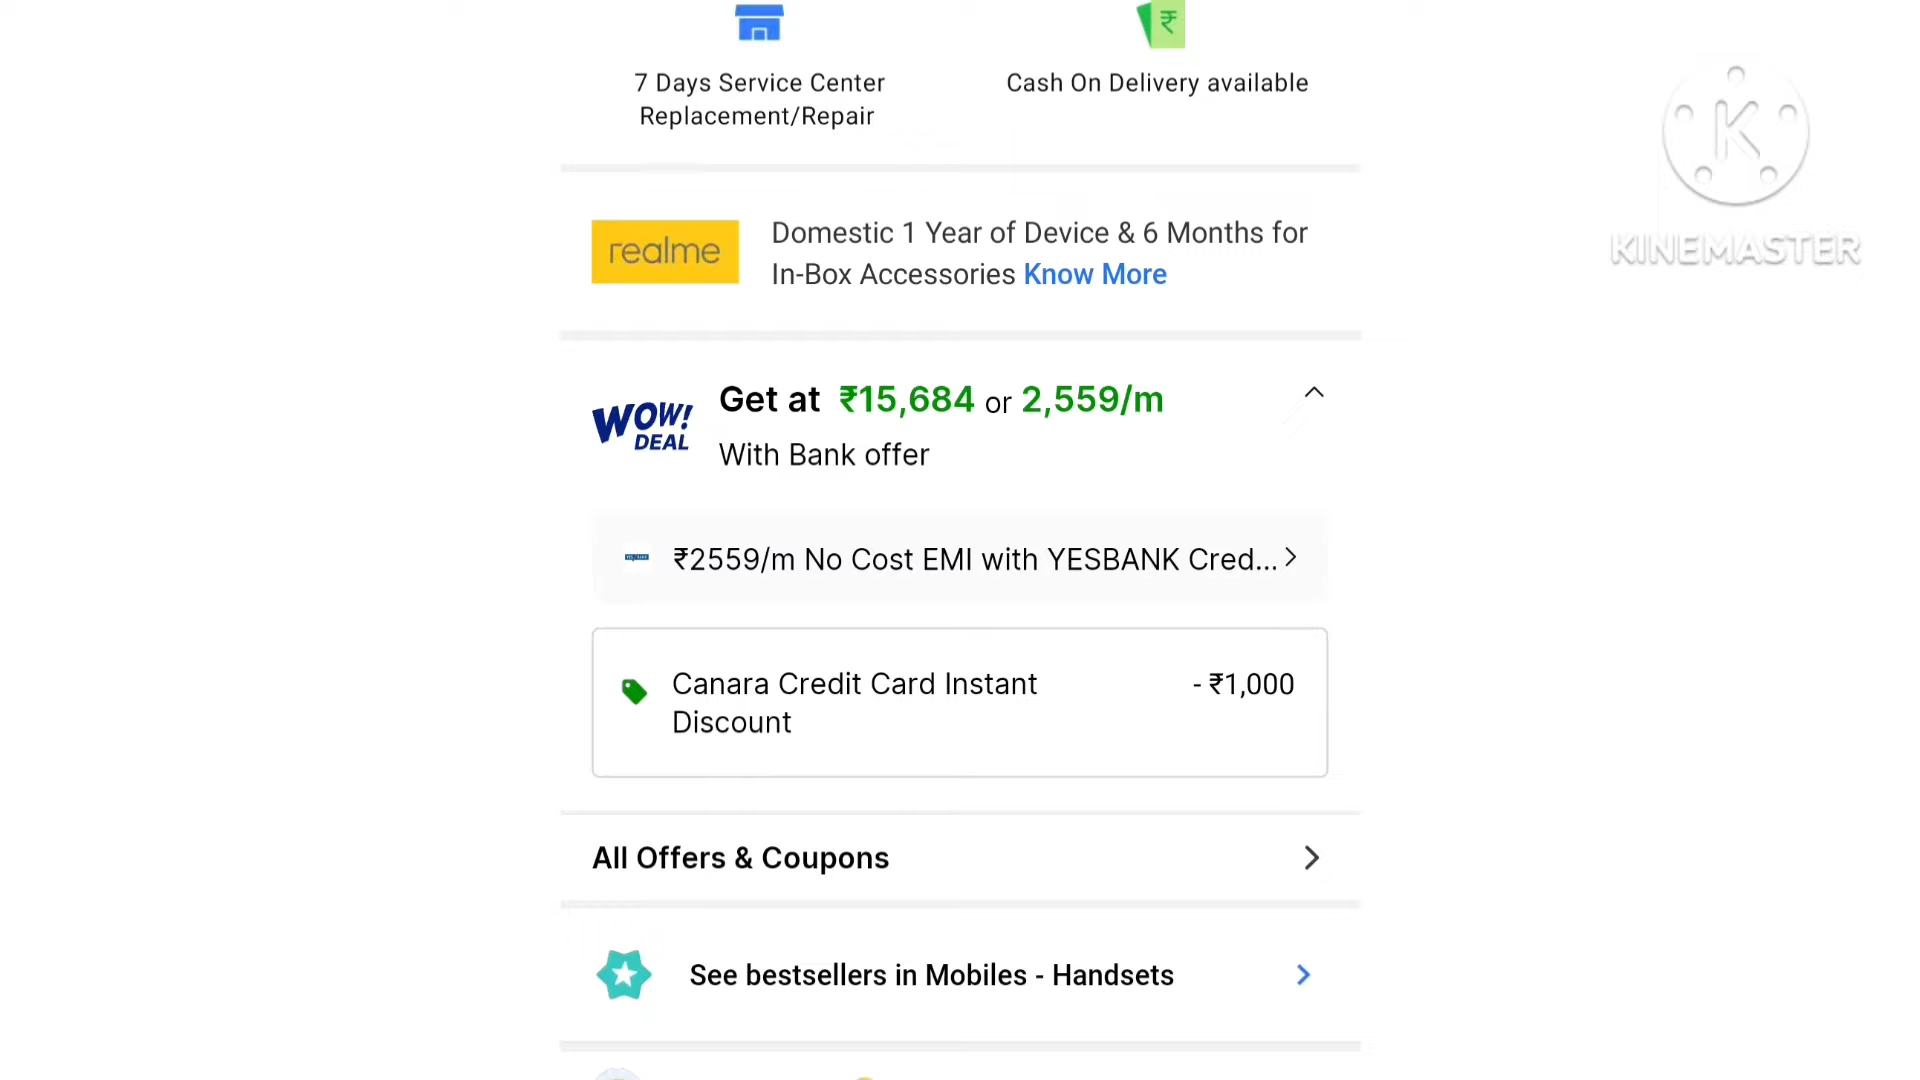 7 Days Service Center
Replacement/Repair
Cash On Delivery available
realme
Domestic 1 Year of Device & 6 Months for
In-Box Accessories Know More
WOW!
DEAL
Get at ₹15,684 or 2,559/m
With Bank offer
₹2559/m No Cost EMI with YESBANK Cred...
Canara Credit Card Instant
Discount
- ₹1,000
All Offers & Coupons
See bestsellers in Mobiles - Handsets
K
KINEMASTER